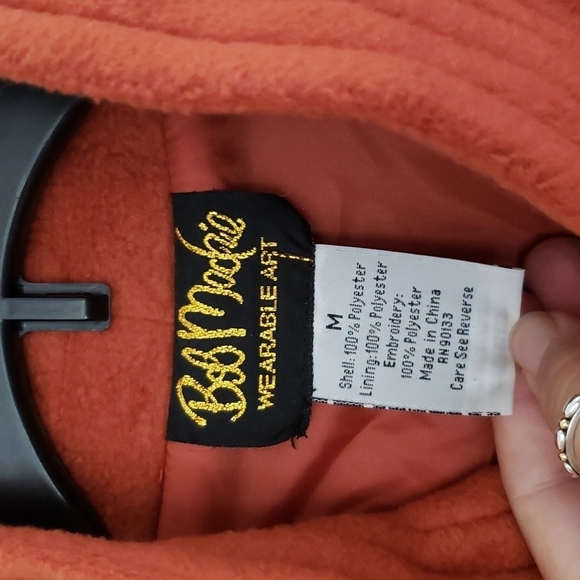 Bob Mackie
WEARABLE ART
M
Shell: 100% Polyester
Lining: 100% Polyester
Embroidery:
100% Polyester
Made in China
RN90133
Care See Reverse